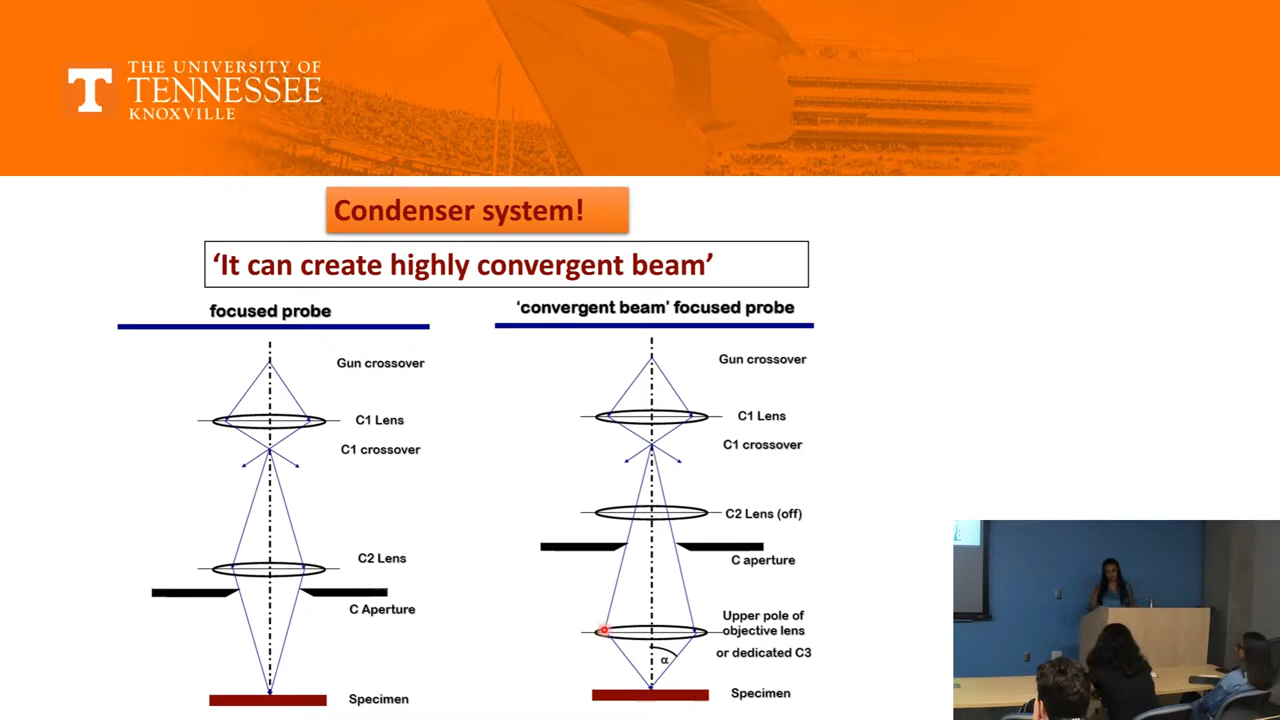 THE UNIVERSITY OF
TENNESSEE
KNOXVILLE
T
Condenser system!
‘It can create highly convergent beam’
focused probe
Gun crossover
C1 Lens
C1 crossover
C2 Lens
C Aperture
Specimen
‘convergent beam’ focused probe
Gun crossover
C1 Lens
C1 crossover
C2 Lens (off)
C aperture
Upper pole of
objective lens
or dedicated C3
α
Specimen